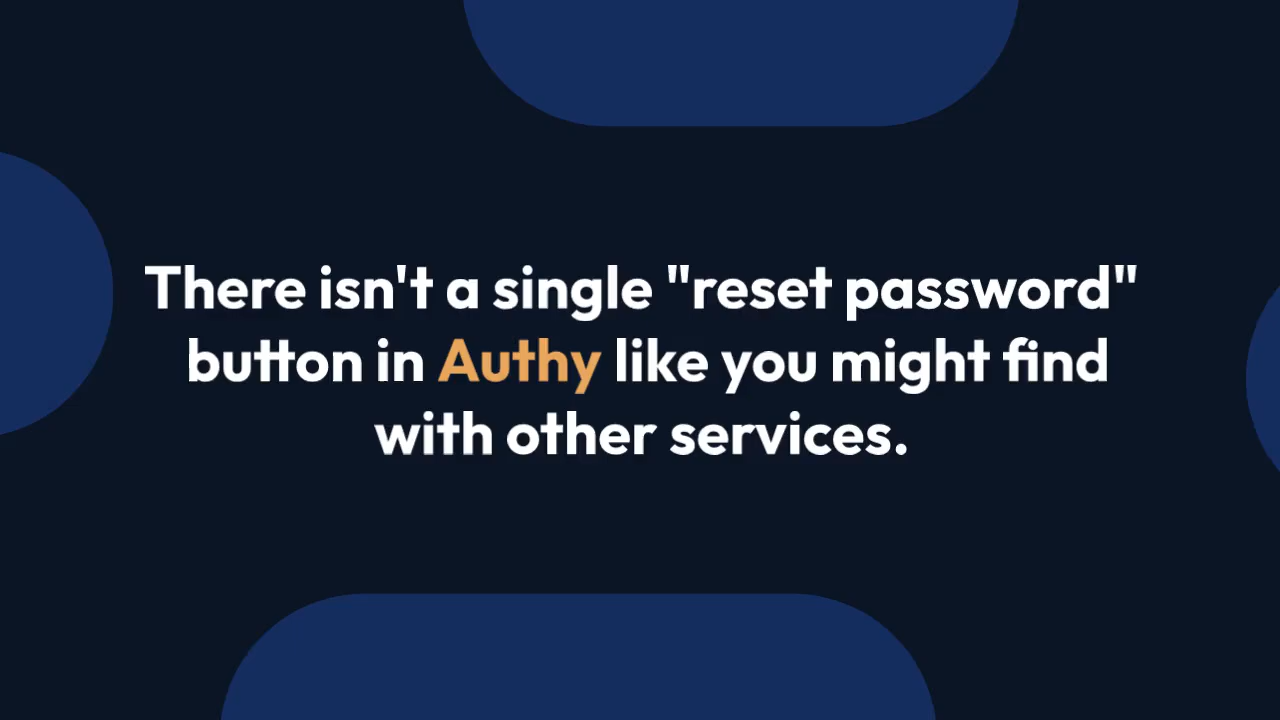 There isn't a single "reset password"
button in Authy like you might find
with other services.